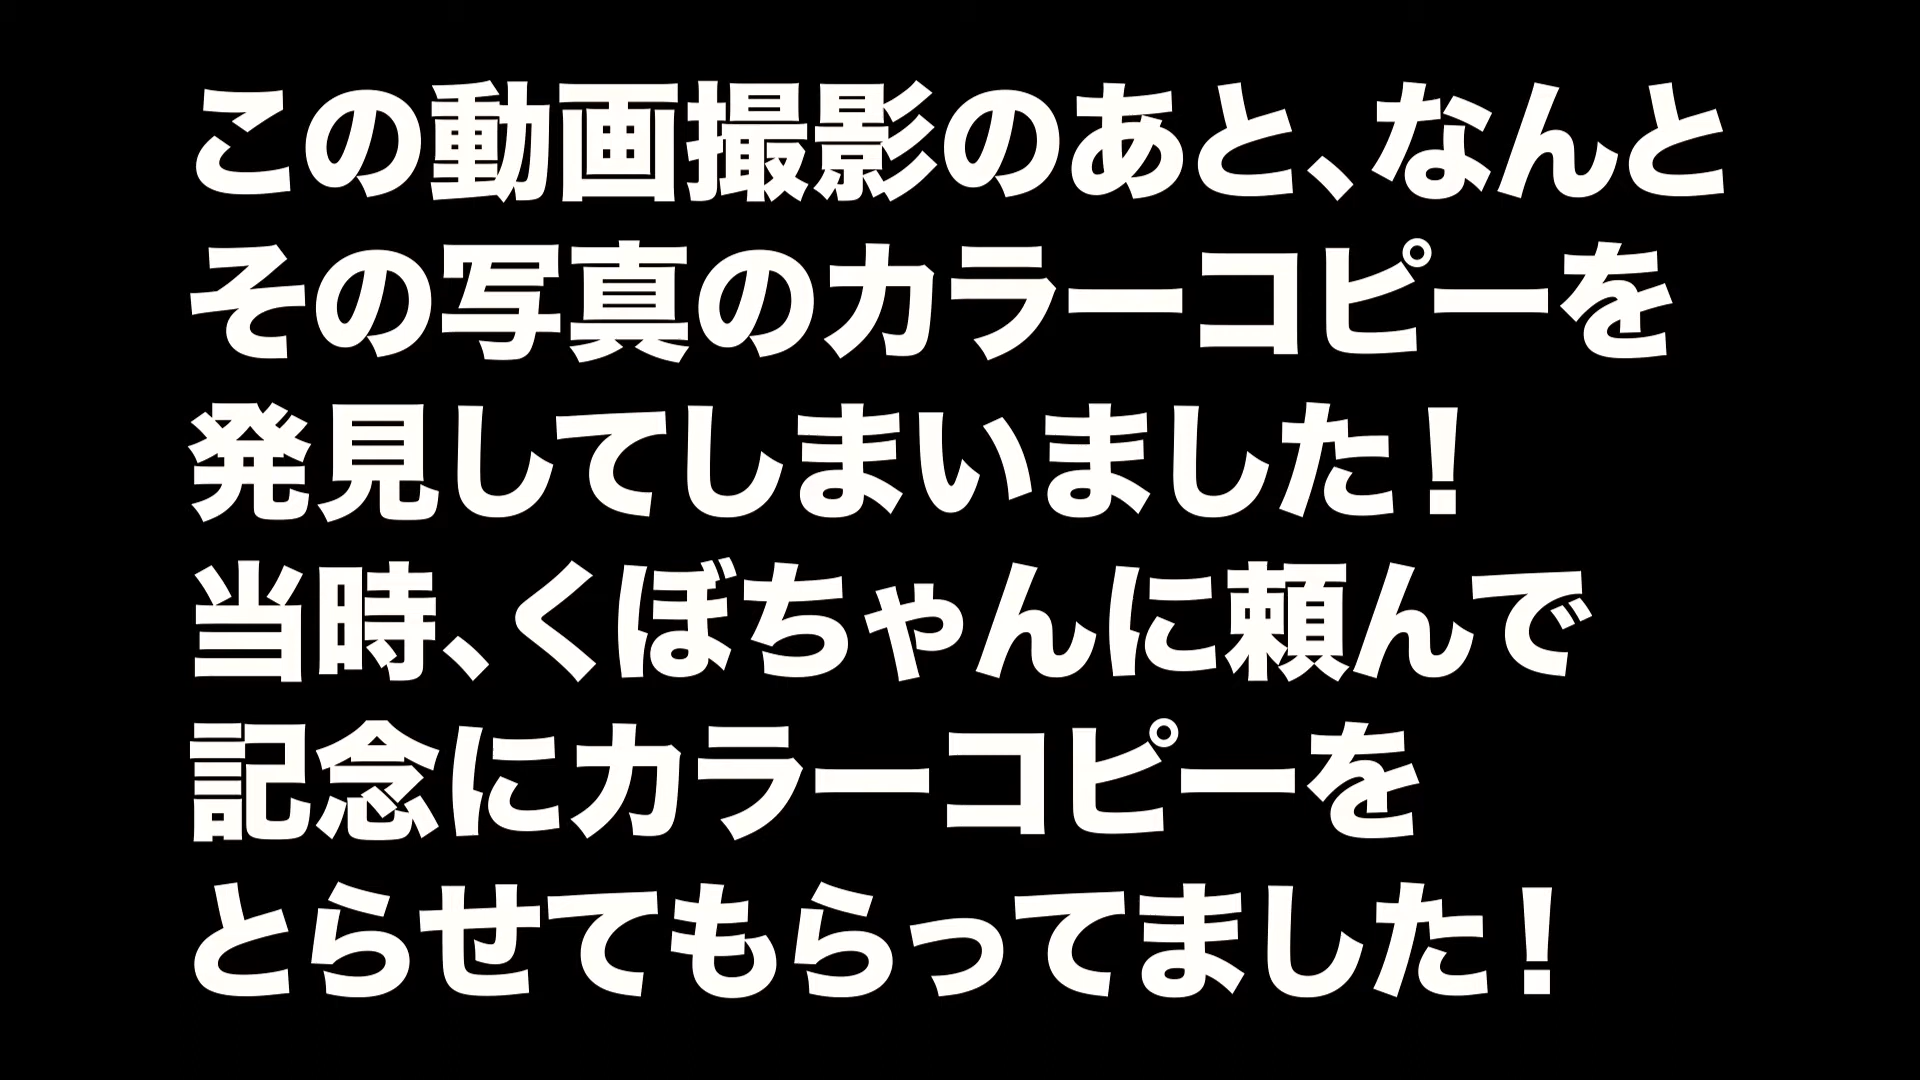 この動画撮影のあと、なんと
その写真のカラーコピーを
発見してしまいました!
当時、くぼちゃんに頼んで
記念にカラーコピーを
とらせてもらってました!